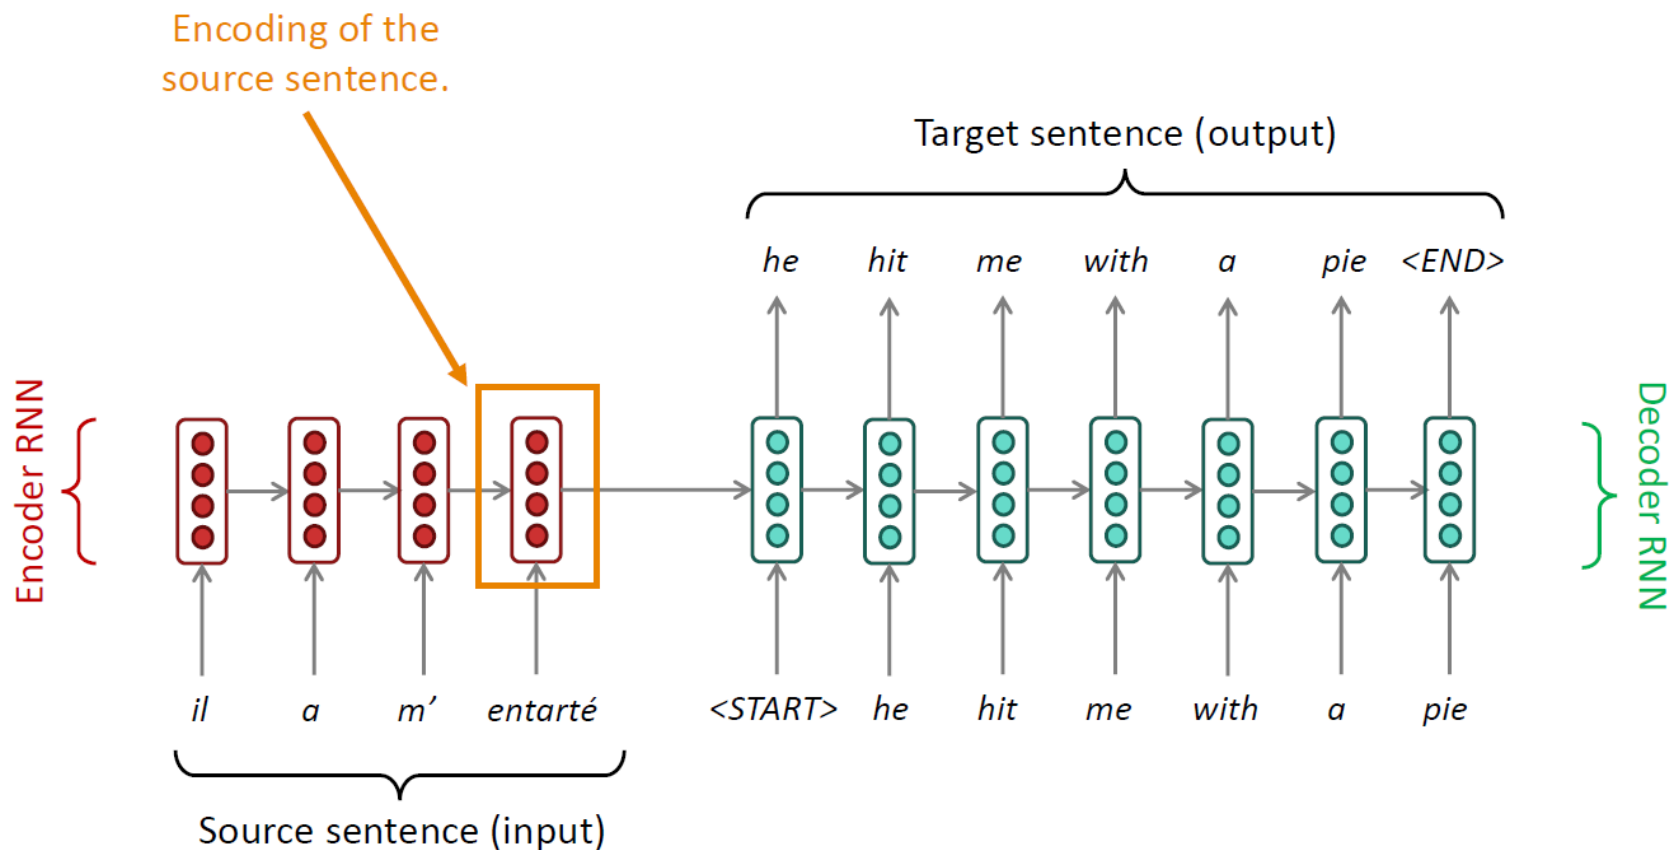 Encoding of the
source sentence.
Target sentence (output)
he hit me with a pie <END>
Encoder RNN
Decoder RNN
il a m’ entarté <START> he hit me with a pie
Source sentence (input)